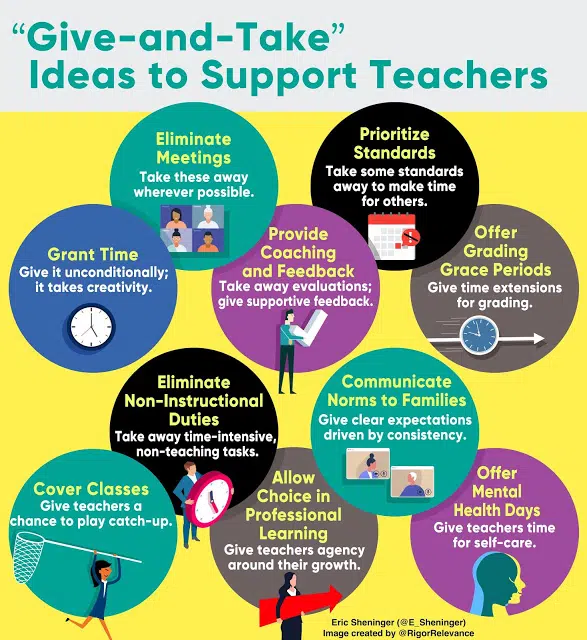 “Give-and-Take”
Ideas to Support Teachers
Eliminate
Meetings
Take these away
wherever possible.
Prioritize
Standards
Take some standards
away to make time
for others.
Grant Time
Give it unconditionally;
it takes creativity.
Provide
Coaching
and Feedback
Take away evaluations;
give supportive feedback.
Offer
Grading
Grace Periods
Give time extensions
for grading.
Eliminate
Non-Instructional
Duties
Take away time-intensive,
non-teaching tasks.
Communicate
Norms to Families
Give clear expectations
driven by consistency.
Cover Classes
Give teachers a
chance to play catch-up.
Allow
Choice in
Professional
Learning
Give teachers agency
around their growth.
Offer
Mental
Health Days
Give teachers time
for self-care.
Eric Sheninger (@E_Sheninger)
Image created by @RigorRelevance